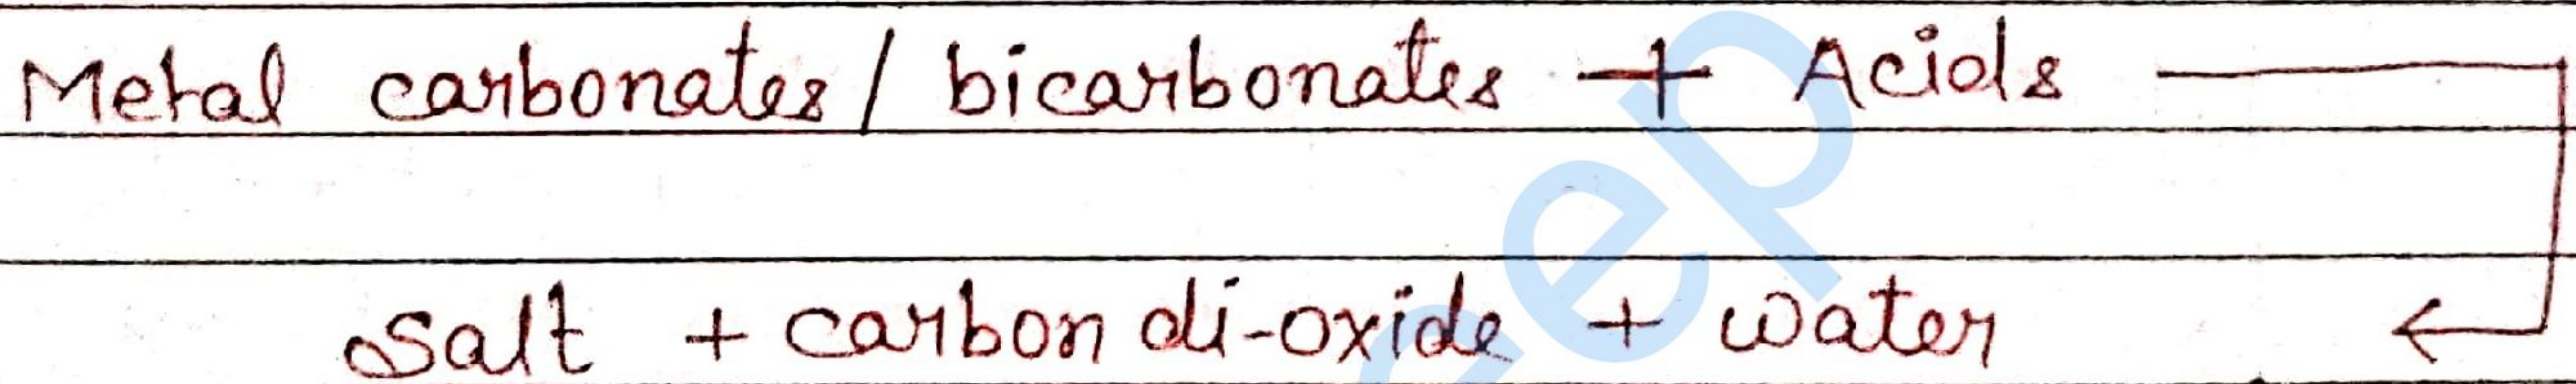 Metal carbonates / bicarbonates + Acids
Salt + carbon di-oxide + water